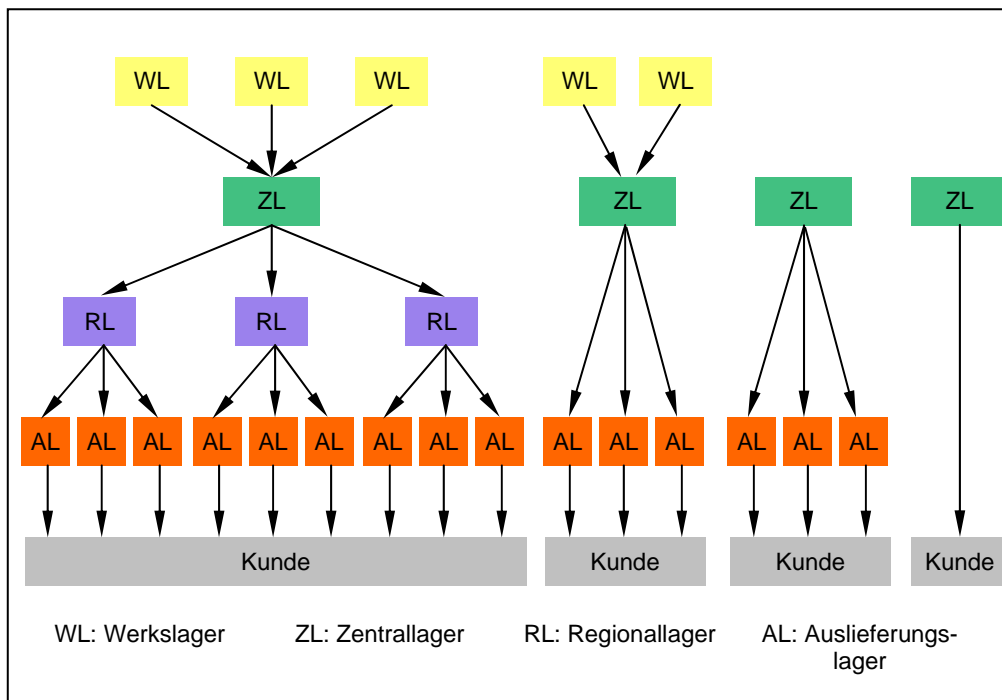 WL WL WL WL WL
ZL ZL ZL ZL
RL RL RL
AL AL AL AL AL AL AL AL AL AL AL AL AL AL AL
Kunde Kunde Kunde Kunde
WL: Werkslager ZL: Zentrallager RL: Regionallager AL: Auslieferungs-
lager